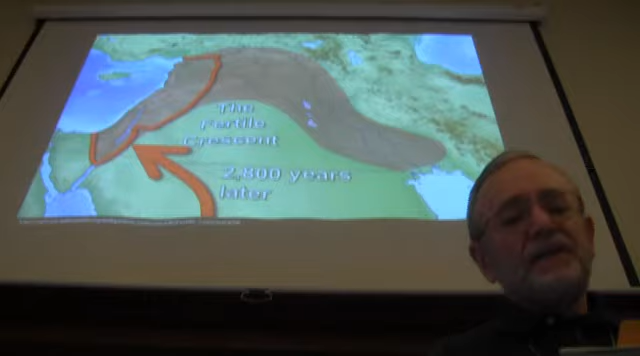 The
Fertile
Crescent
2,800 years
later